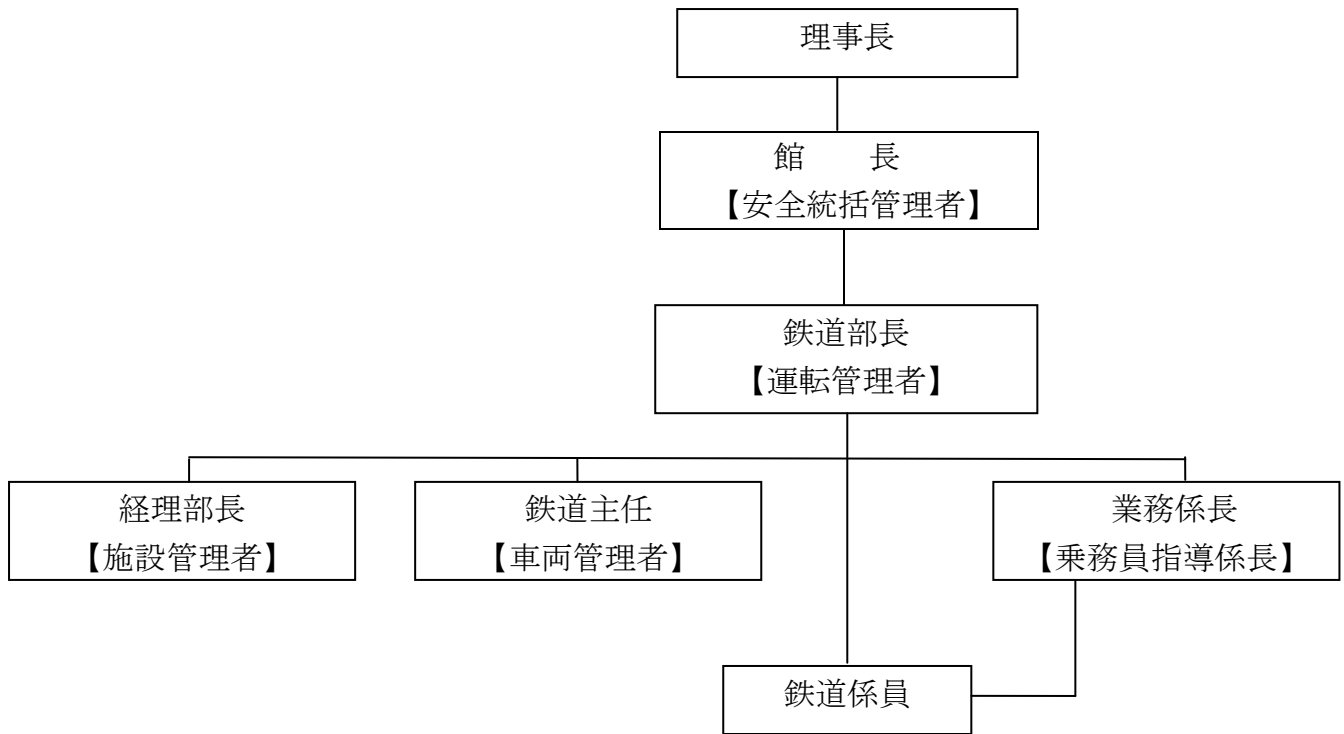 理事長
館　　長
【安全統括管理者】
鉄道部長
【運転管理者】
経理部長
【施設管理者】
鉄道主任
【車両管理者】
業務係長
【乗務員指導係長】
鉄道係員